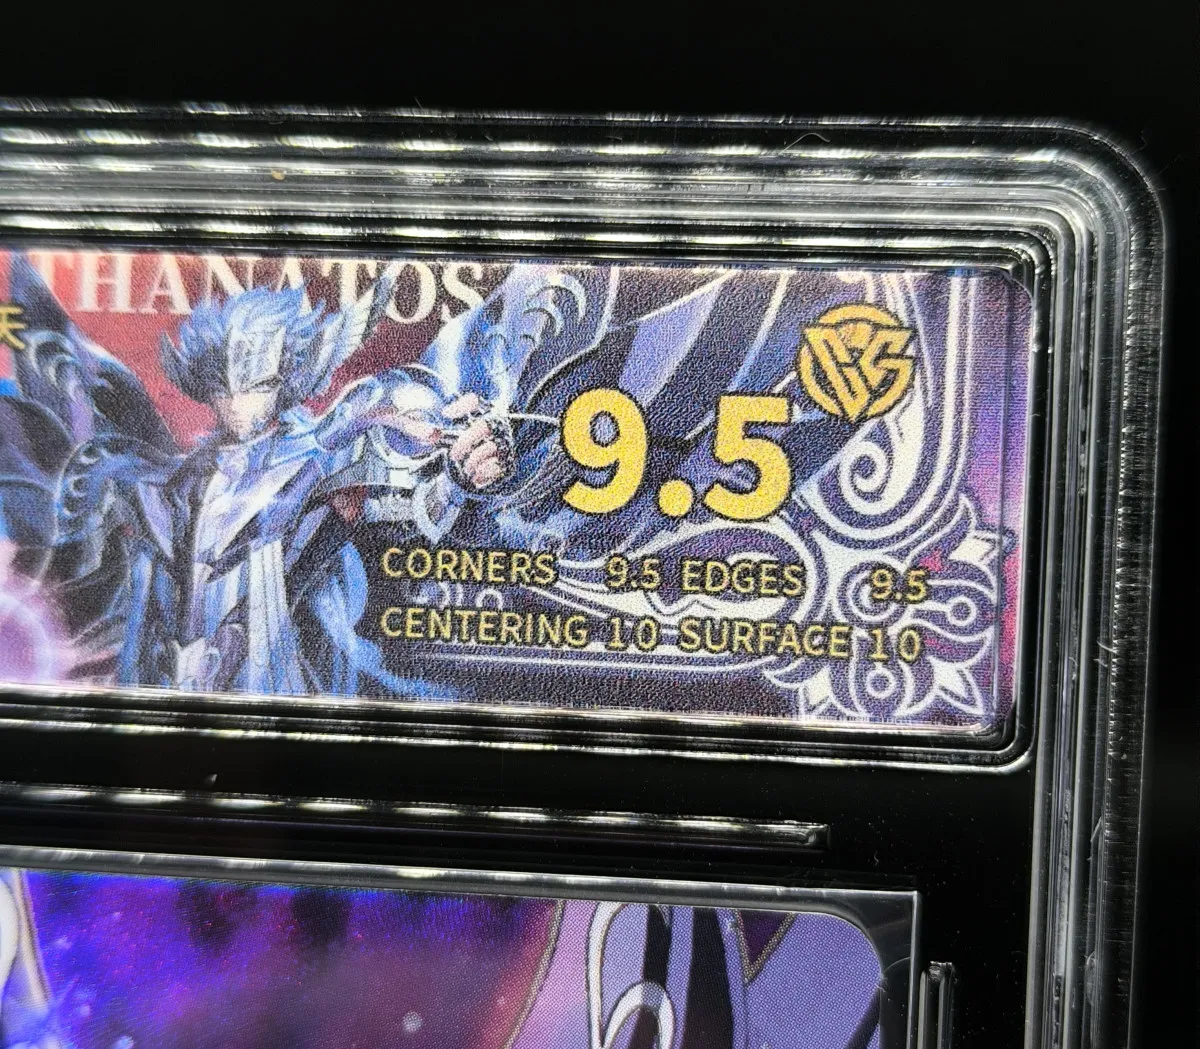 THANATOS
9.5
CORNERS 9.5 EDGES 9.5
CENTERING 10 SURFACE 10